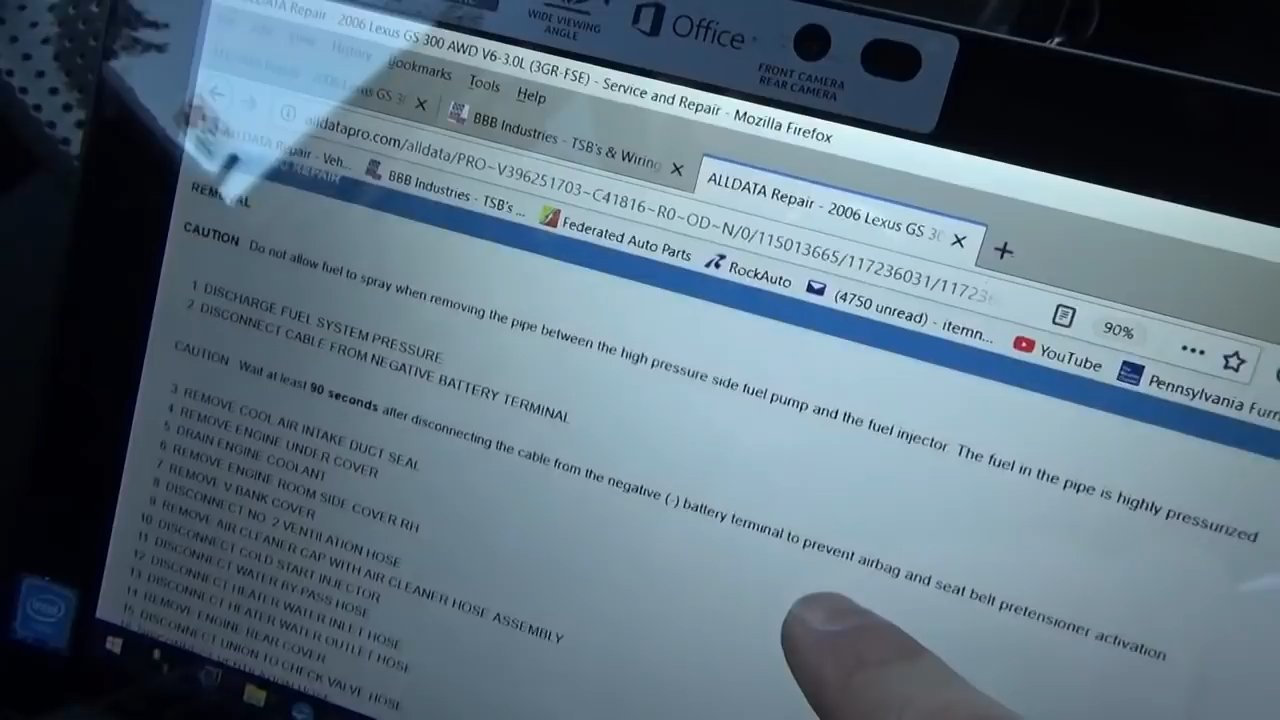 WIDE VIEWING
ANGLE
Office
FRONT CAMERA
REAR CAMERA
Repair - 2006 Lexus GS 300 AWD V6-3.0L (3GR-FSE) - Service and Repair - Mozilla Firefox
History Bookmarks Tools Help
GS 3
BBB Industries - TSB's & Wiring
ALLDATA Repair - 2006 Lexus GS 30
alldatapro.com/alldata/PRO~V396251703~C41816~R0~OD~N/0/115013665/117236031/11723
90%
DATA Repair - Veh...
BBB Industries - TSB's ...
Federated Auto Parts
RockAuto
(4750 unread) - itemn...
YouTube
Pennsylvania Furn
REPAIR
CAUTION Do not allow fuel to spray when removing the pipe between the high pressure side fuel pump and the fuel injector The fuel in the pipe is highly pressurized
1 DISCHARGE FUEL SYSTEM PRESSURE
2 DISCONNECT CABLE FROM NEGATIVE BATTERY TERMINAL
CAUTION Wait at least 90 seconds after disconnecting the cable from the negative (-) battery terminal to prevent airbag and seat belt pretensioner activation
3 REMOVE COOL AIR INTAKE DUCT SEAL
4 REMOVE ENGINE UNDER COVER
5 DRAIN ENGINE COOLANT
6 REMOVE ENGINE ROOM SIDE COVER RH
7 REMOVE V BANK COVER
8 DISCONNECT NO. 2 VENTILATION HOSE
9 REMOVE AIR CLEANER CAP WITH AIR CLEANER HOSE ASSEMBLY
10 DISCONNECT COLD START INJECTOR
11 DISCONNECT WATER BY-PASS HOSE
12 DISCONNECT HEATER WATER INLET HOSE
13 DISCONNECT HEATER WATER OUTLET HOSE
14 REMOVE ENGINE REAR COVER
15 DISCONNECT UNION TO CHECK VALVE HOSE
intel